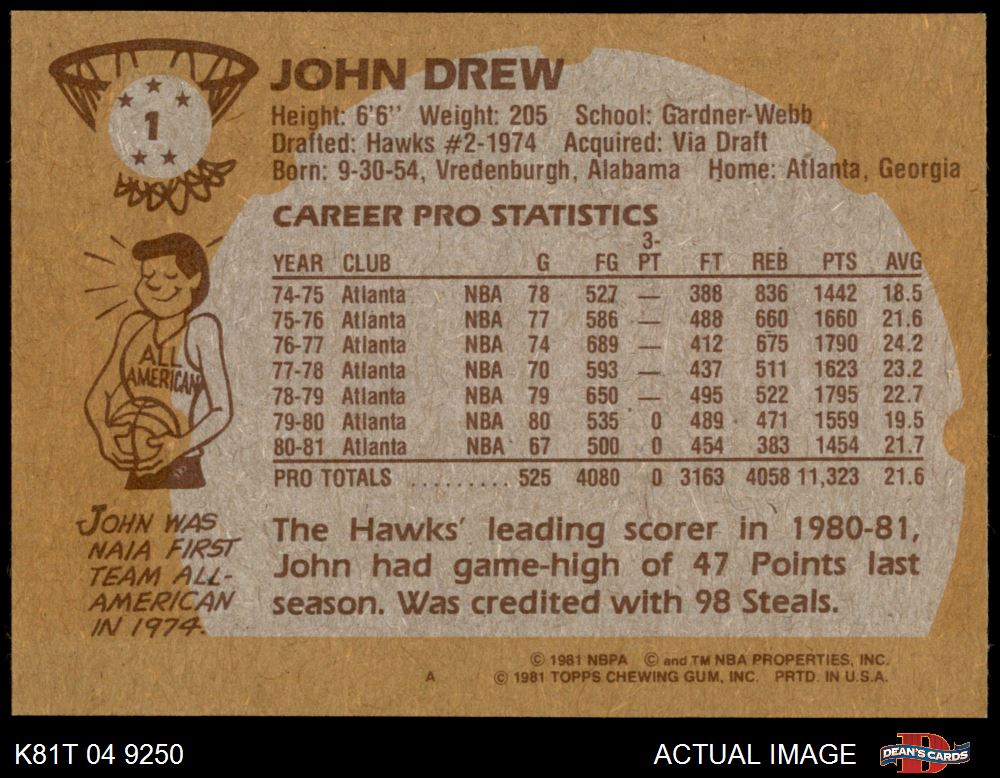 1
JOHN DREW
Height: 6'6'' Weight: 205 School: Gardner-Webb
Drafted: Hawks #2-1974 Acquired: Via Draft
Born: 9-30-54, Vredenburgh, Alabama Home: Atlanta, Georgia
CAREER PRO STATISTICS
YEAR CLUB G FG 3-PT FT REB PTS AVG
74-75 Atlanta NBA 78 527 — 388 836 1442 18.5
75-76 Atlanta NBA 77 586 — 488 660 1660 21.6
76-77 Atlanta NBA 74 689 — 412 675 1790 24.2
77-78 Atlanta NBA 70 593 — 437 511 1623 23.2
78-79 Atlanta NBA 79 650 — 495 522 1795 22.7
79-80 Atlanta NBA 80 535 0 489 471 1559 19.5
80-81 Atlanta NBA 67 500 0 454 383 1454 21.7
PRO TOTALS ......... 525 4080 0 3163 4058 11,323 21.6
ALL
AMERICAN
JOHN WAS
NAIA FIRST
TEAM ALL-
AMERICAN
IN 1974.
The Hawks' leading scorer in 1980-81,
John had game-high of 47 Points last
season. Was credited with 98 Steals.
© 1981 NBPA © and TM NBA PROPERTIES, INC.
A © 1981 TOPPS CHEWING GUM, INC. PRTD. IN U.S.A.
K81T 04 9250 ACTUAL IMAGE DEAN'S CARDS